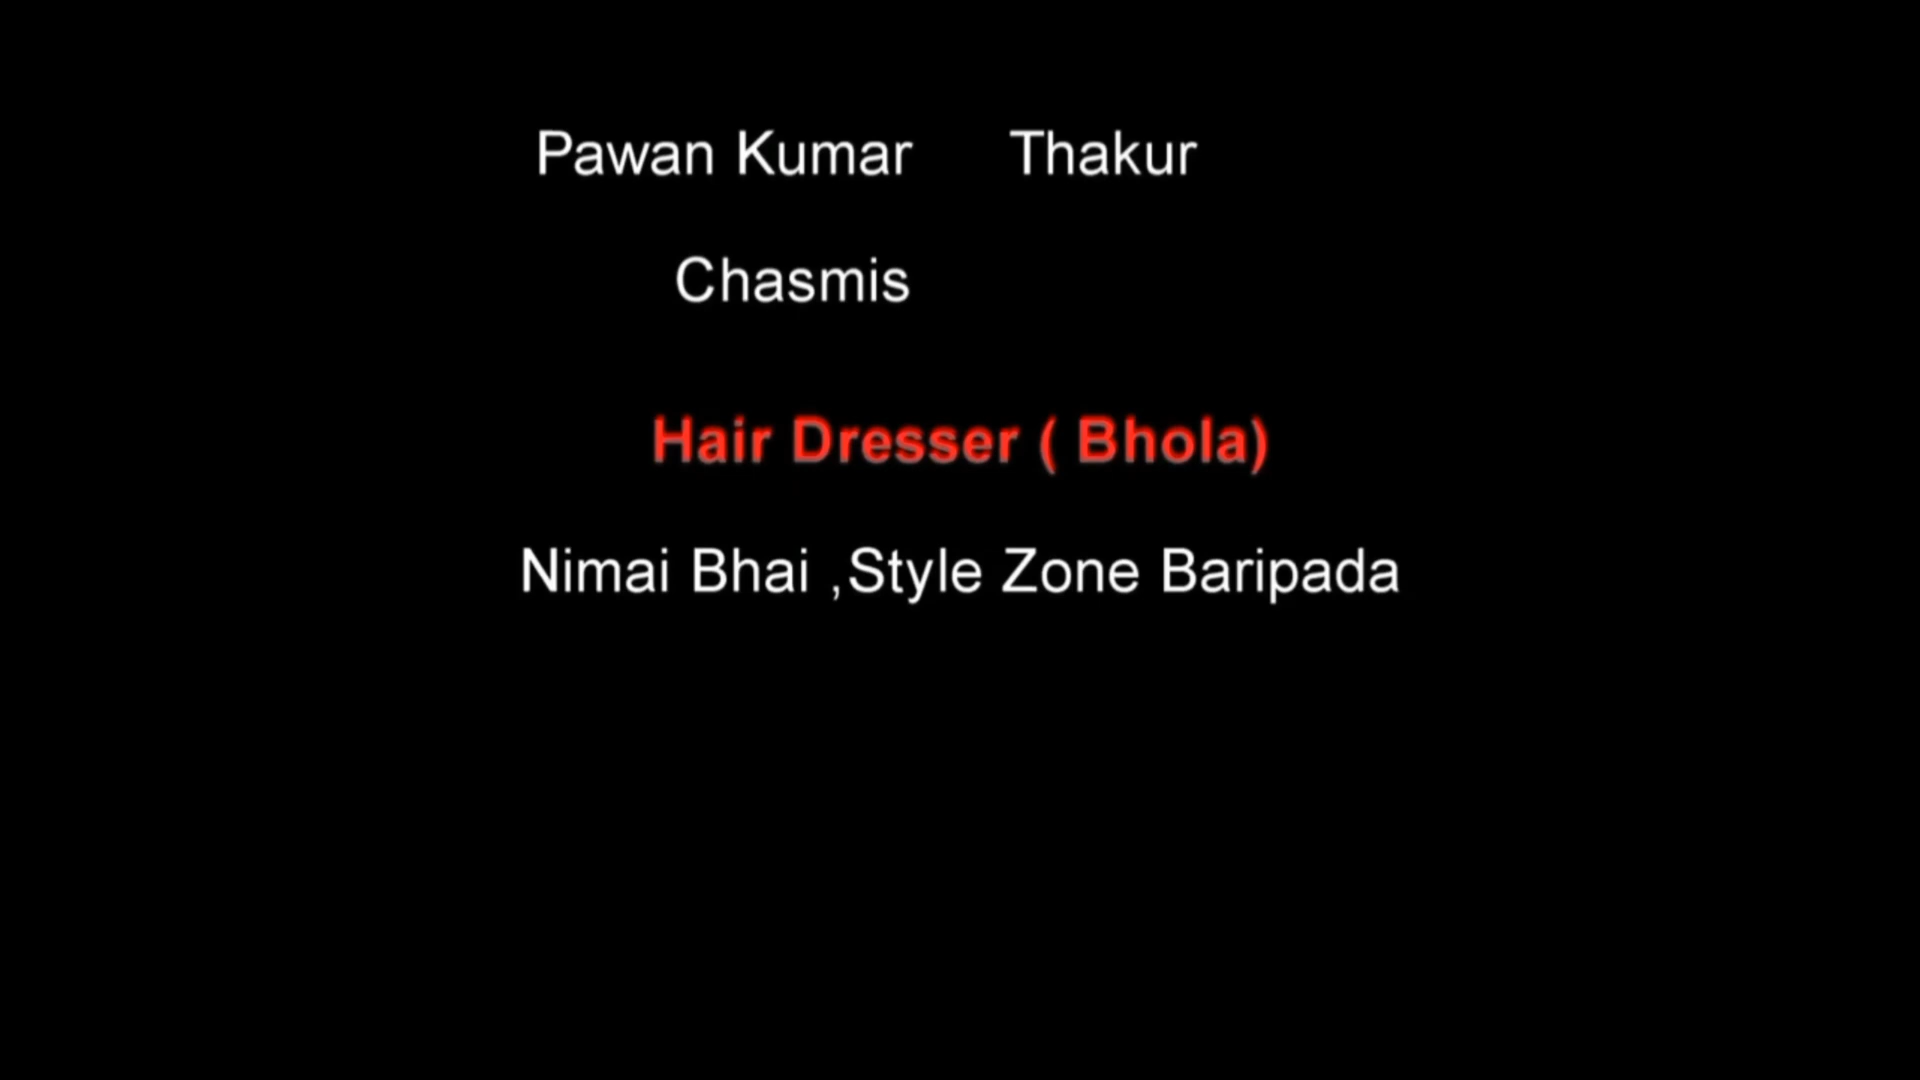 Pawan Kumar Thakur
Chasmis
Hair Dresser ( Bhola)
Nimai Bhai ,Style Zone Baripada